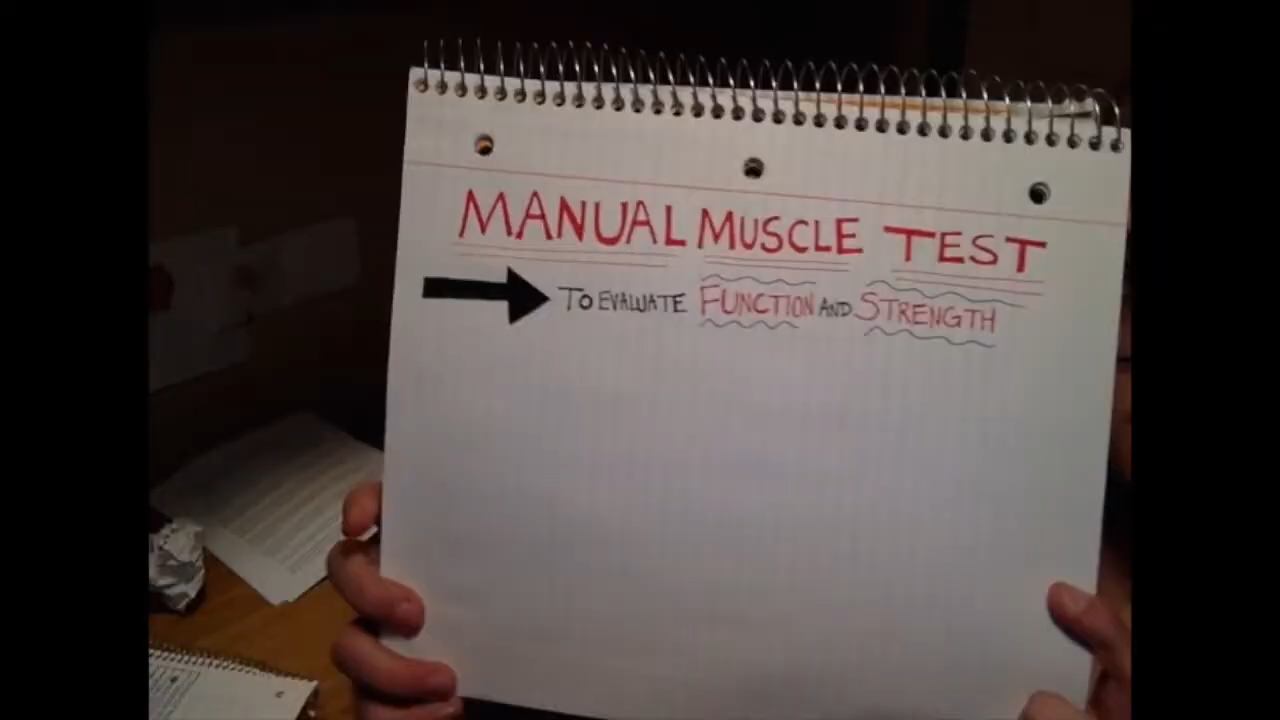 MANUAL MUSCLE TEST
TO EVALUATE FUNCTION AND STRENGTH